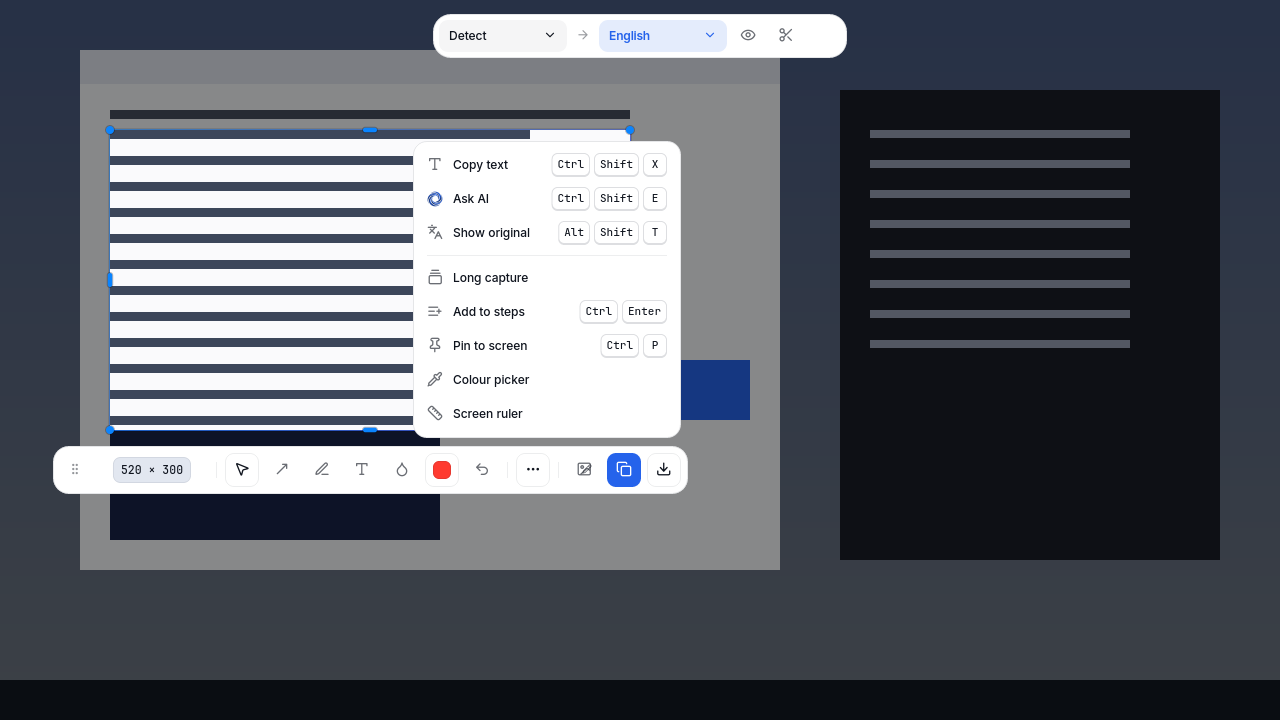 Detect
English
Copy text Ctrl Shift X
Ask AI Ctrl Shift E
Show original Alt Shift T
Long capture
Add to steps Ctrl Enter
Pin to screen Ctrl P
Colour picker
Screen ruler
520 × 300